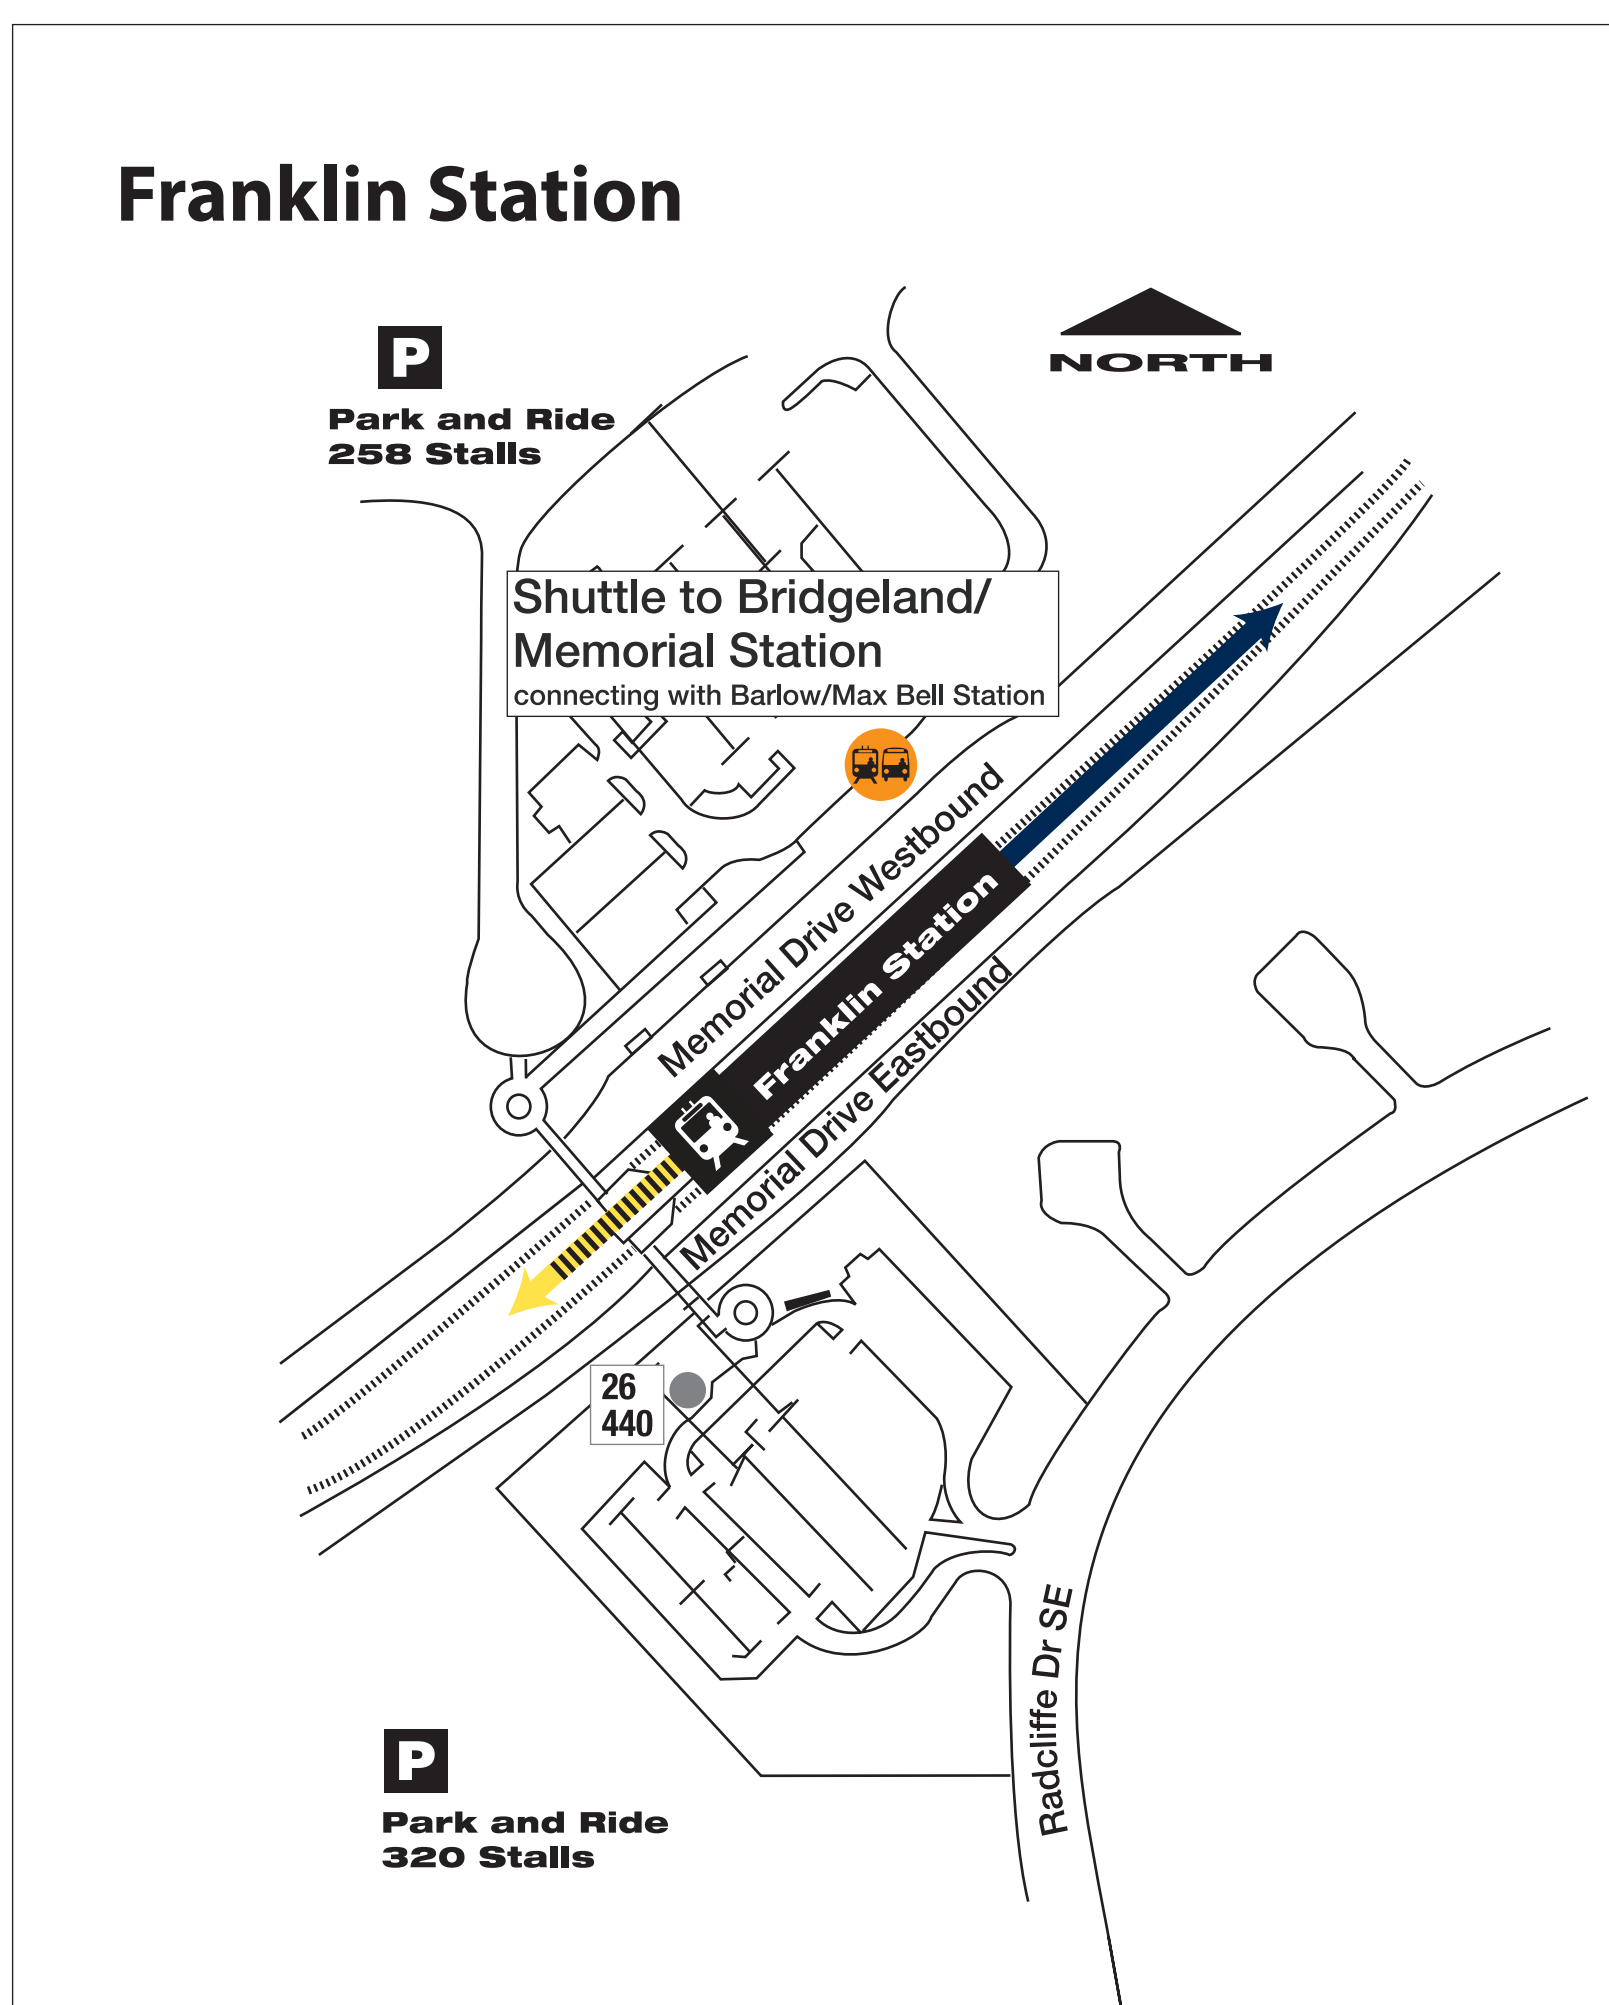 Franklin Station
NORTH
P
Park and Ride
258 Stalls
Shuttle to Bridgeland/
Memorial Station
connecting with Barlow/Max Bell Station
Memorial Drive Westbound
Franklin Station
Memorial Drive Eastbound
26
440
Radcliffe Dr SE
P
Park and Ride
320 Stalls